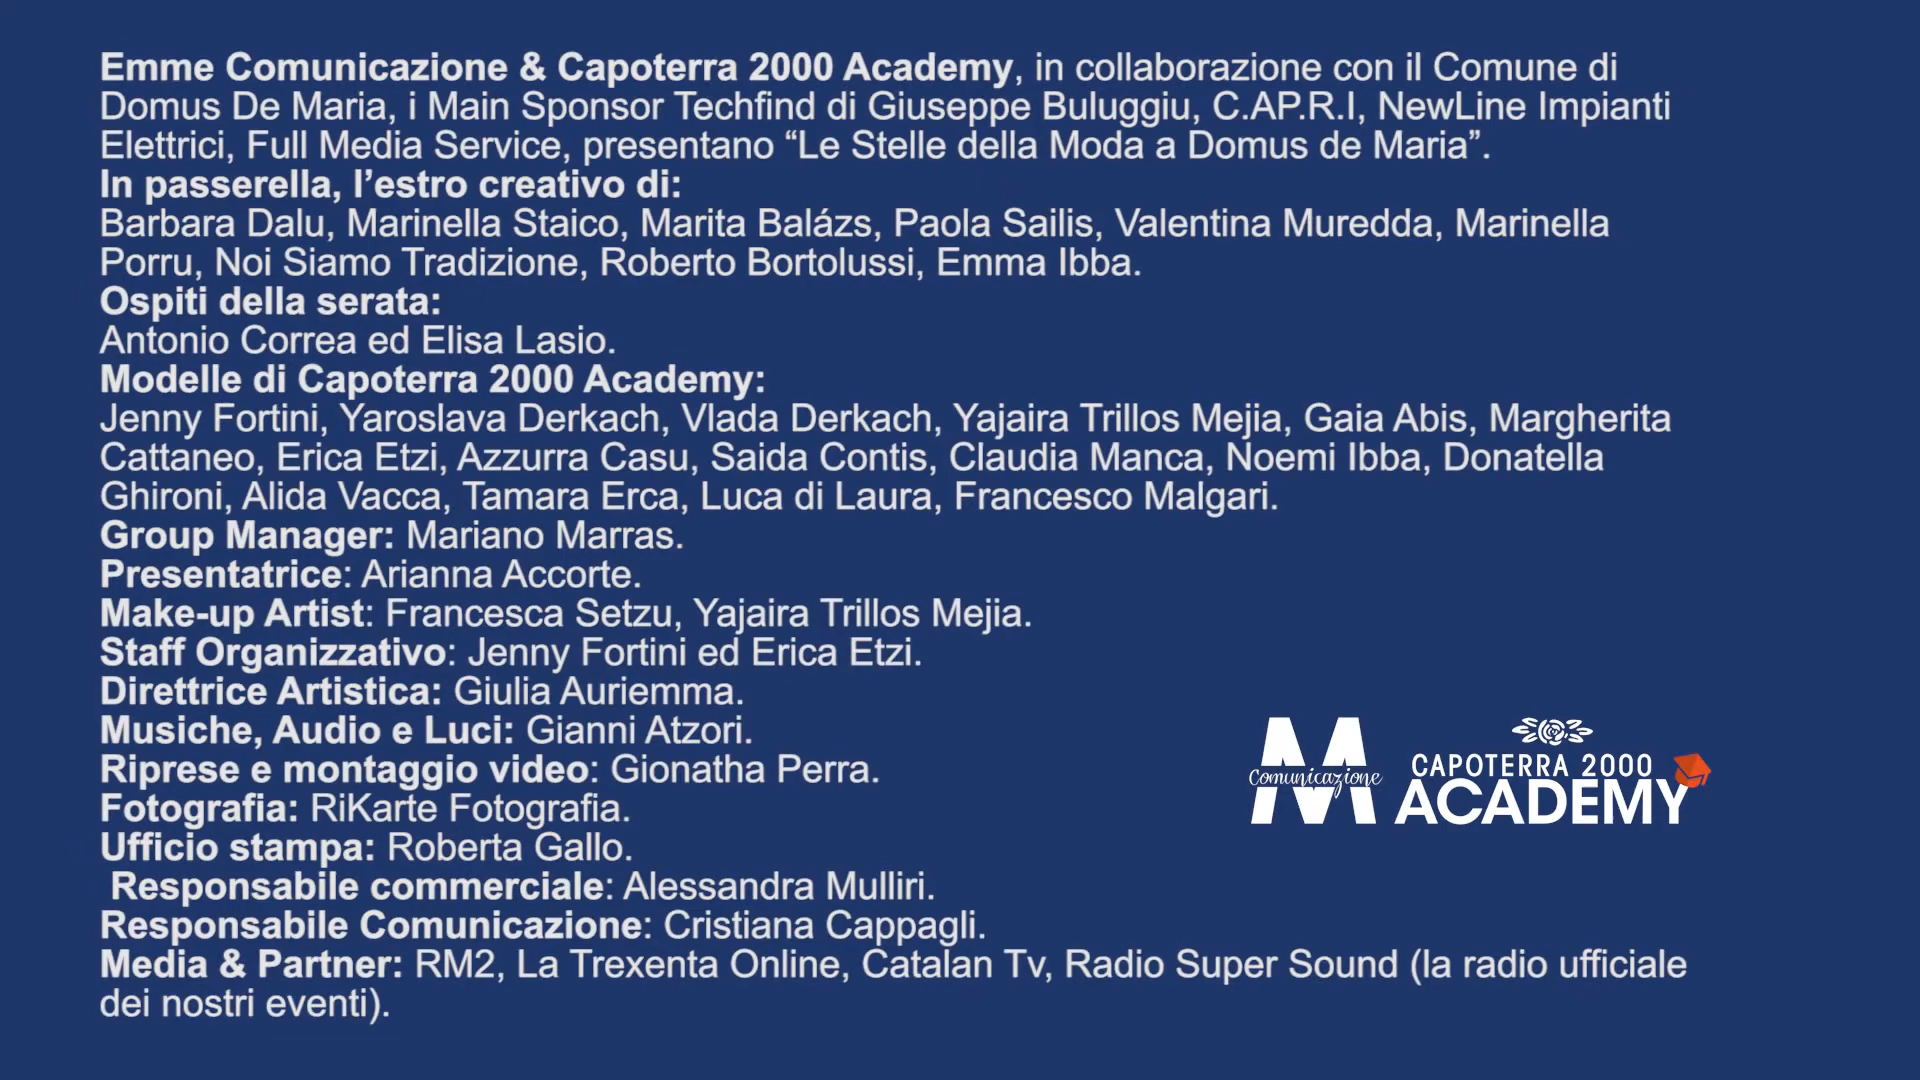 Emme Comunicazione & Capoterra 2000 Academy, in collaborazione con il Comune di
Domus De Maria, i Main Sponsor Techfind di Giuseppe Buluggiu, C.AP.R.I, NewLine Impianti
Elettrici, Full Media Service, presentano “Le Stelle della Moda a Domus de Maria”.
In passerella, l’estro creativo di:
Barbara Dalu, Marinella Staico, Marita Balázs, Paola Sailis, Valentina Muredda, Marinella
Porru, Noi Siamo Tradizione, Roberto Bortolussi, Emma Ibba.
Ospiti della serata:
Antonio Correa ed Elisa Lasio.
Modelle di Capoterra 2000 Academy:
Jenny Fortini, Yaroslava Derkach, Vlada Derkach, Yajaira Trillos Mejia, Gaia Abis, Margherita
Cattaneo, Erica Etzi, Azzurra Casu, Saida Contis, Claudia Manca, Noemi Ibba, Donatella
Ghironi, Alida Vacca, Tamara Erca, Luca di Laura, Francesco Malgari.
Group Manager: Mariano Marras.
Presentatrice: Arianna Accorte.
Make-up Artist: Francesca Setzu, Yajaira Trillos Mejia.
Staff Organizzativo: Jenny Fortini ed Erica Etzi.
Direttrice Artistica: Giulia Auriemma.
Musiche, Audio e Luci: Gianni Atzori.
Riprese e montaggio video: Gionatha Perra.
Fotografia: RiKarte Fotografia.
Ufficio stampa: Roberta Gallo.
Responsabile commerciale: Alessandra Mulliri.
Responsabile Comunicazione: Cristiana Cappagli.
Media & Partner: RM2, La Trexenta Online, Catalan Tv, Radio Super Sound (la radio ufficiale
dei nostri eventi).
M
Comunicazione
CAPOTERRA 2000
ACADEMY